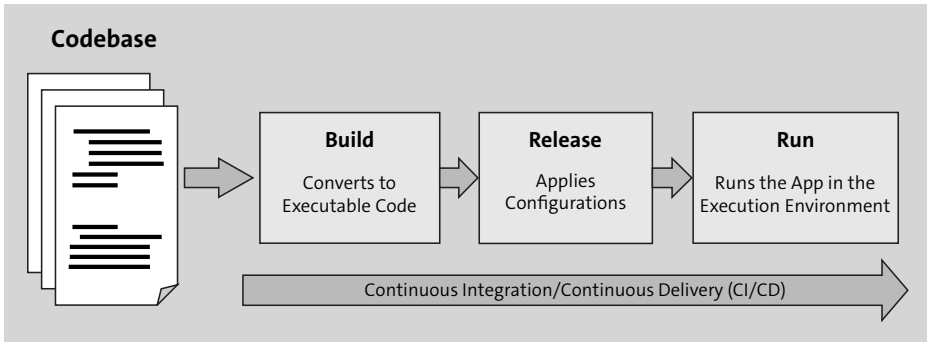 Codebase
Build
Converts to
Executable Code
Release
Applies
Configurations
Run
Runs the App in the
Execution Environment
Continuous Integration/Continuous Delivery (CI/CD)